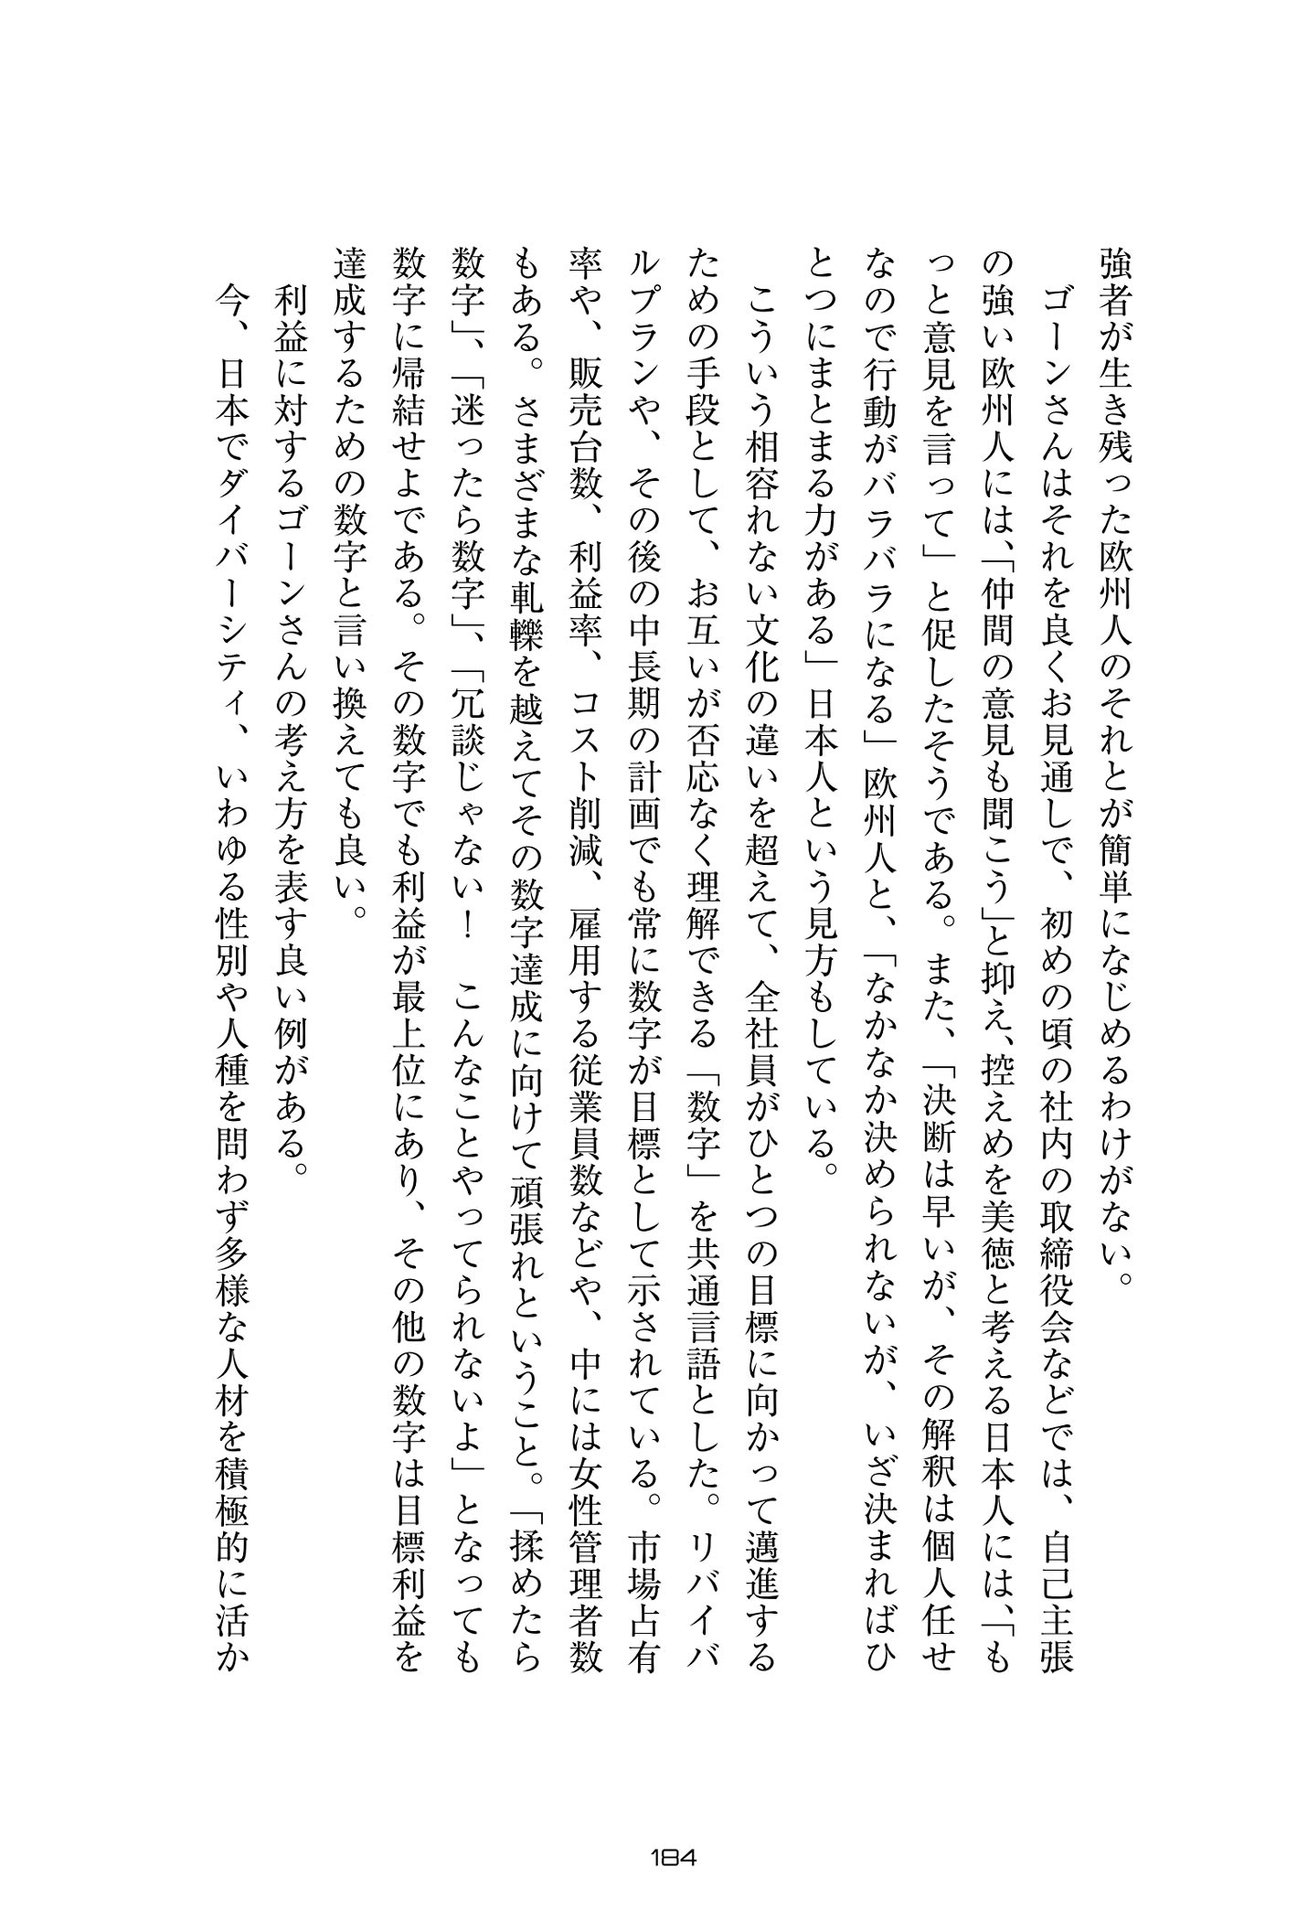 強者が生き残った欧州人のそれとが簡単になじめるわけがない。
　ゴーンさんはそれを良くお見通しで、初めの頃の社内の取締役会などでは、自己主張
の強い欧州人には、「仲間の意見も聞こう」と抑え、控えめを美徳と考える日本人には、「も
っと意見を言って」と促したそうである。また、「決断は早いが、その解釈は個人任せ
なので行動がバラバラになる」欧州人と、「なかなか決められないが、いざ決まればひ
とつにまとまる力がある」日本人という見方もしている。
　こういう相容れない文化の違いを超えて、全社員がひとつの目標に向かって邁進する
ための手段として、お互いが否応なく理解できる「数字」を共通言語とした。リバイバ
ルプランや、その後の中長期の計画でも常に数字が目標として示されている。市場占有
率や、販売台数、利益率、コスト削減、雇用する従業員数などや、中には女性管理者数
もある。さまざまな軋轢を越えてその数字達成に向けて頑張れということ。「揉めたら
数字」、「迷ったら数字」、「冗談じゃない！　こんなことやってられないよ」となっても
数字に帰結せよである。その数字でも利益が最上位にあり、その他の数字は目標利益を
達成するための数字と言い換えても良い。
　利益に対するゴーンさんの考え方を表す良い例がある。
　今、日本でダイバーシティ、いわゆる性別や人種を問わず多様な人材を積極的に活か
184